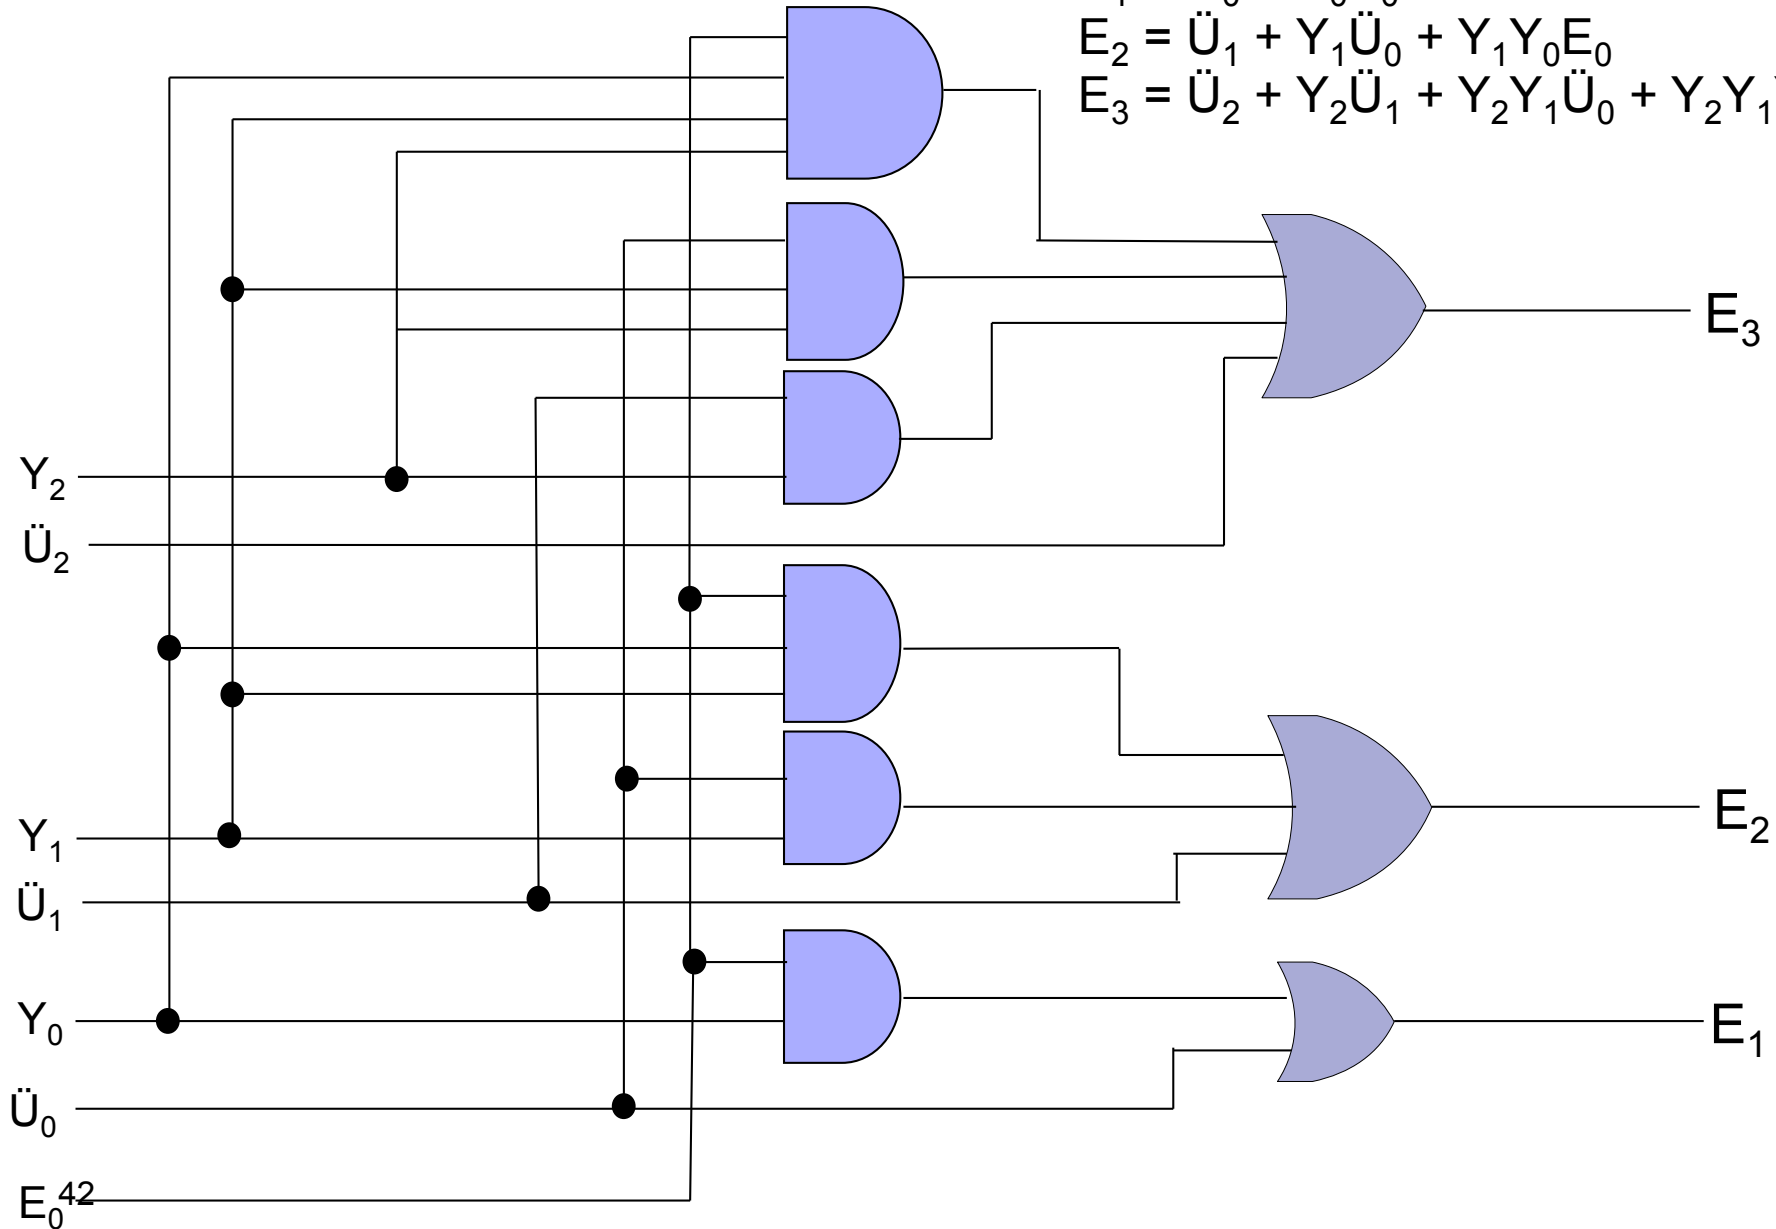 E₂ = Ü₁ + Y₁Ü₀ + Y₁Y₀E₀
E₃ = Ü₂ + Y₂Ü₁ + Y₂Y₁Ü₀ + Y₂Y₁
E₃
Y₂
Ü₂
E₂
Y₁
Ü₁
Y₀
E₁
Ü₀
E₀
42